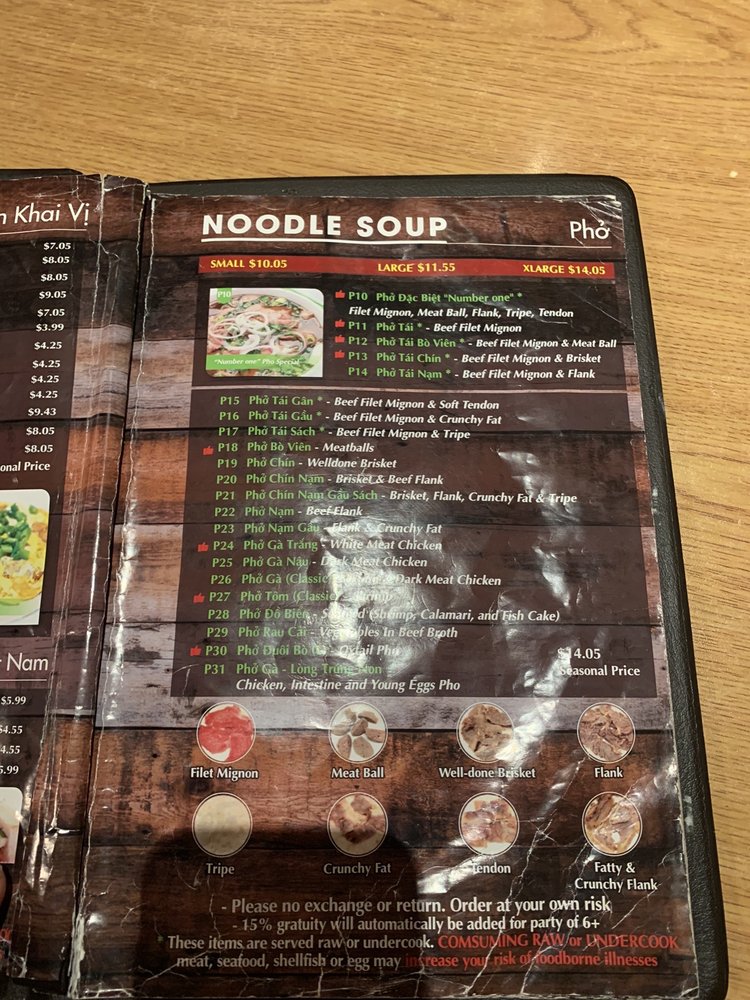 Khai Vị
$7.05
$8.05
$8.05
$9.05
$7.05
$3.99
$4.25
$4.25
$4.25
$4.25
$9.43
$8.05
$8.05
Price
Nam
$5.99
$4.55
$4.55
NOODLE SOUP
Phở
SMALL $10.05 LARGE $11.55 XLARGE $14.05
P10
"Number one" Pho Special
P10 Phở Đặc Biệt "Number one" *
Filet Mignon, Meat Ball, Flank, Tripe, Tendon
P11 Phở Tái * - Beef Filet Mignon
P12 Phở Tái Bò Viên * - Beef Filet Mignon & Meat Ball
P13 Phở Tái Chín * - Beef Filet Mignon & Brisket
P14 Phở Tái Nạm * - Beef Filet Mignon & Flank
P15 Phở Tái Gân * - Beef Filet Mignon & Soft Tendon
P16 Phở Tái Gầu * - Beef Filet Mignon & Crunchy Fat
P17 Phở Tái Sách * - Beef Filet Mignon & Tripe
P18 Phở Bò Viên - Meatballs
P19 Phở Chín - Welldone Brisket
P20 Phở Chín Nạm - Brisket & Beef Flank
P21 Phở Chín Nạm Gầu Sách - Brisket, Flank, Crunchy Fat & Tripe
P22 Phở Nạm - Beef Flank
P23 Phở Nạm Gầu - Flank & Crunchy Fat
P24 Phở Gà Trắng - White Meat Chicken
P25 Phở Gà Nâu - Dark Meat Chicken
P26 Phở Gà (Classic) & Dark Meat Chicken
P27 Phở Tôm (Classic) - Shrimp
P28 Phở Đồ Biển - Seafood (Shrimp, Calamari, and Fish Cake)
P29 Phở Rau Cải - Vegetables In Beef Broth
P30 Phở Đuôi Bò - Oxtail Pho $14.05
P31 Phở Gà - Lòng Trứng Non Seasonal Price
Chicken, Intestine and Young Eggs Pho
Filet Mignon
Meat Ball
Well-done Brisket
Flank
Tripe
Crunchy Fat
Tendon
Fatty &
Crunchy Flank
- Please no exchange or return. Order at your own risk
- 15% gratuity will automatically be added for party of 6+
* These items are served raw or undercook. COMSUMING RAW or UNDERCOOK
meat, seafood, shellfish or egg may increase your risk of foodborne illnesses